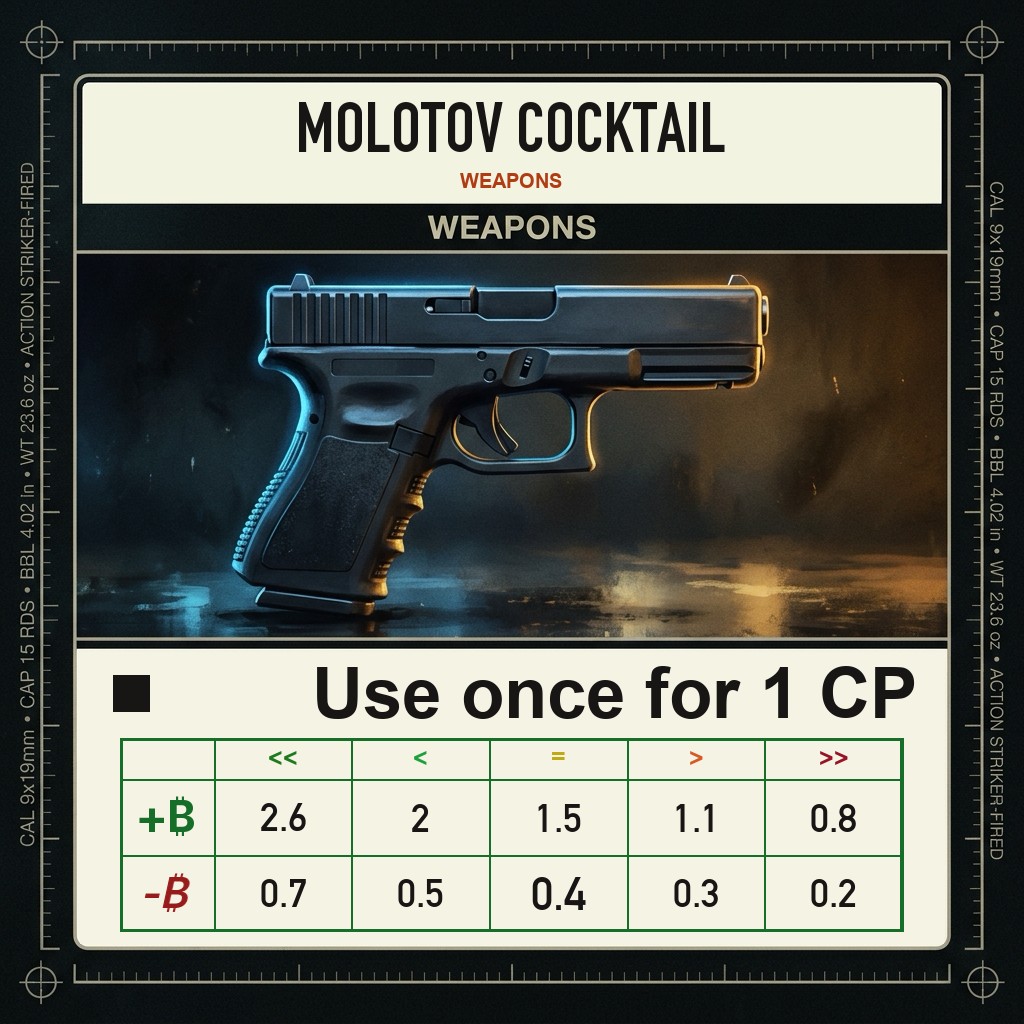 MOLOTOV COCKTAIL
WEAPONS
WEAPONS
CAL 9x19mm • CAP 15 RDS • BBL 4.02 in • WT 23.6 oz • ACTION STRIKER-FIRED
CAL 9x19mm • CAP 15 RDS • BBL 4.02 in • WT 23.6 oz • ACTION STRIKER-FIRED
■ Use once for 1 CP
<< < = > >>
+₿ 2.6 2 1.5 1.1 0.8
-₿ 0.7 0.5 0.4 0.3 0.2